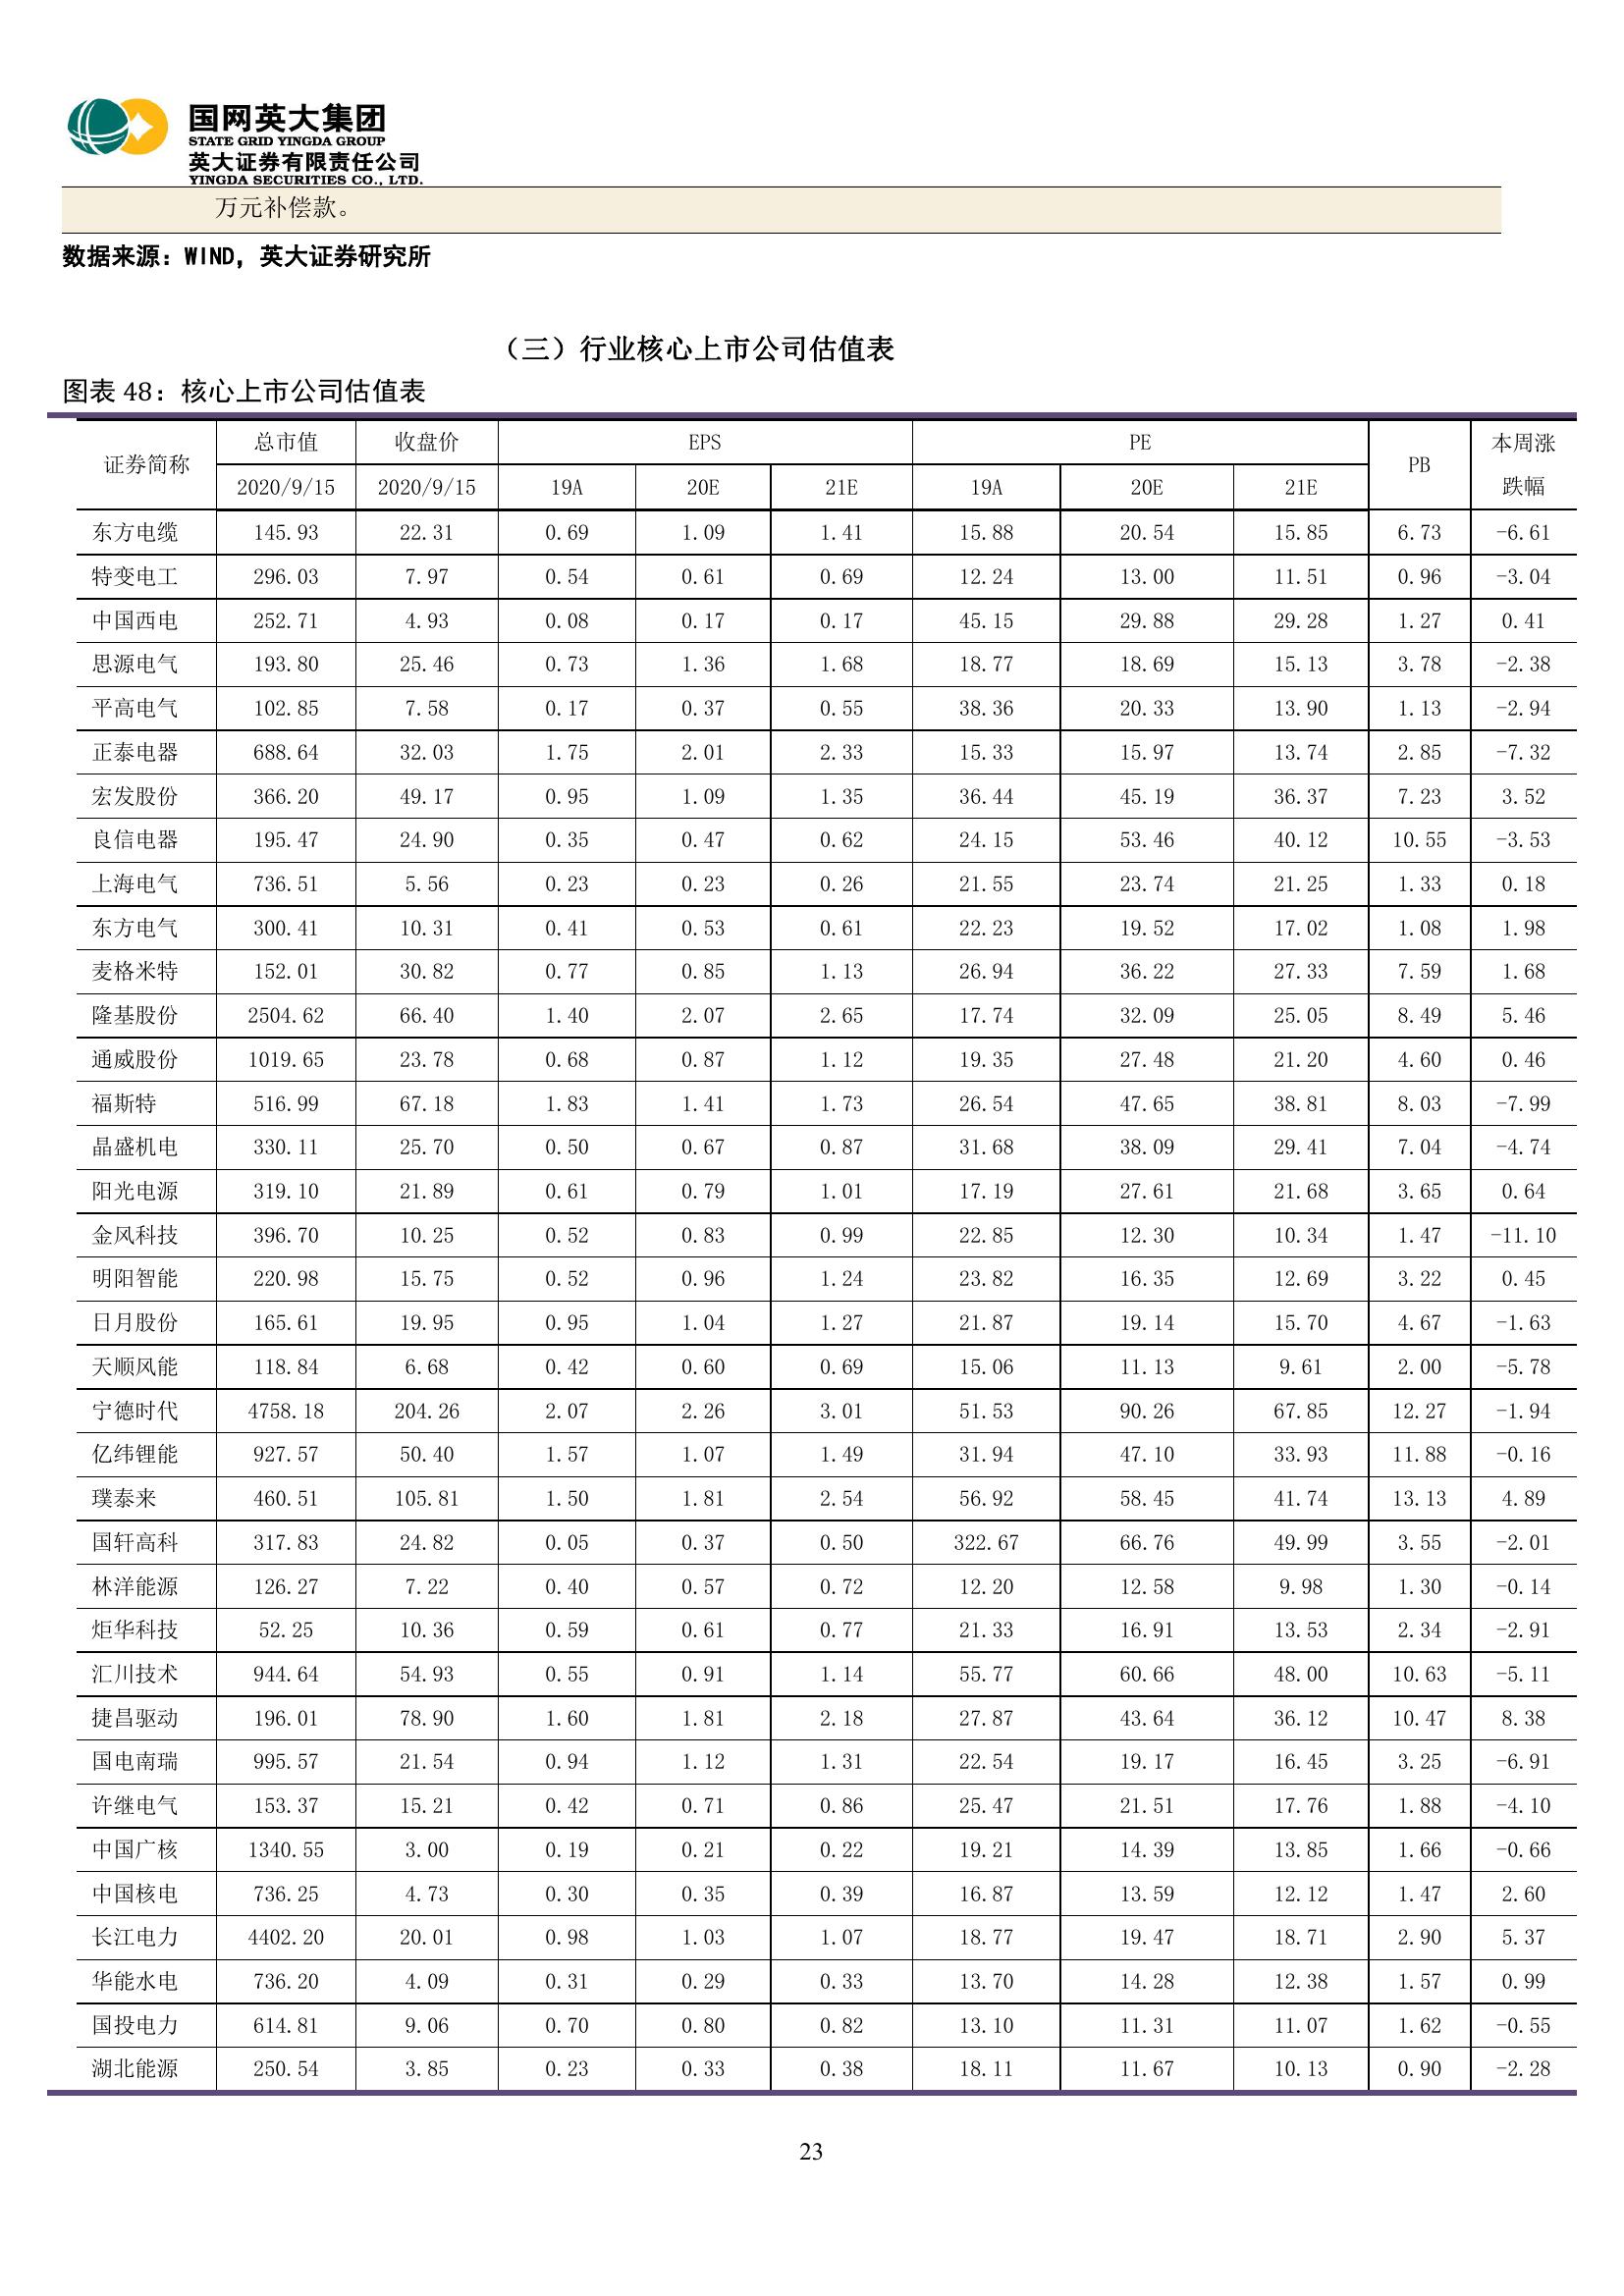 国网英大集团
STATE GRID YINGDA GROUP
英大证券有限责任公司
YINGDA SECURITIES CO., LTD.
万元补偿款。
数据来源：WIND，英大证券研究所
（三）行业核心上市公司估值表
图表 48：核心上市公司估值表
证券简称 总市值 收盘价 EPS PE PB 本周涨跌幅
2020/9/15 2020/9/15 19A 20E 21E 19A 20E 21E
东方电缆 145.93 22.31 0.69 1.09 1.41 15.88 20.54 15.85 6.73 -6.61
特变电工 296.03 7.97 0.54 0.61 0.69 12.24 13.00 11.51 0.96 -3.04
中国西电 252.71 4.93 0.08 0.17 0.17 45.15 29.88 29.28 1.27 0.41
思源电气 193.80 25.46 0.73 1.36 1.68 18.77 18.69 15.13 3.78 -2.38
平高电气 102.85 7.58 0.17 0.37 0.55 38.36 20.33 13.90 1.13 -2.94
正泰电器 688.64 32.03 1.75 2.01 2.33 15.33 15.97 13.74 2.85 -7.32
宏发股份 366.20 49.17 0.95 1.09 1.35 36.44 45.19 36.37 7.23 3.52
良信电器 195.47 24.90 0.35 0.47 0.62 24.15 53.46 40.12 10.55 -3.53
上海电气 736.51 5.56 0.23 0.23 0.26 21.55 23.74 21.25 1.33 0.18
东方电气 300.41 10.31 0.41 0.53 0.61 22.23 19.52 17.02 1.08 1.98
麦格米特 152.01 30.82 0.77 0.85 1.13 26.94 36.22 27.33 7.59 1.68
隆基股份 2504.62 66.40 1.40 2.07 2.65 17.74 32.09 25.05 8.49 5.46
通威股份 1019.65 23.78 0.68 0.87 1.12 19.35 27.48 21.20 4.60 0.46
福斯特 516.99 67.18 1.83 1.41 1.73 26.54 47.65 38.81 8.03 -7.99
晶盛机电 330.11 25.70 0.50 0.67 0.87 31.68 38.09 29.41 7.04 -4.74
阳光电源 319.10 21.89 0.61 0.79 1.01 17.19 27.61 21.68 3.65 0.64
金风科技 396.70 10.25 0.52 0.83 0.99 22.85 12.30 10.34 1.47 -11.10
明阳智能 220.98 15.75 0.52 0.96 1.24 23.82 16.35 12.69 3.22 0.45
日月股份 165.61 19.95 0.95 1.04 1.27 21.87 19.14 15.70 4.67 -1.63
天顺风能 118.84 6.68 0.42 0.60 0.69 15.06 11.13 9.61 2.00 -5.78
宁德时代 4758.18 204.26 2.07 2.26 3.01 51.53 90.26 67.85 12.27 -1.94
亿纬锂能 927.57 50.40 1.57 1.07 1.49 31.94 47.10 33.93 11.88 -0.16
璞泰来 460.51 105.81 1.50 1.81 2.54 56.92 58.45 41.74 13.13 4.89
国轩高科 317.83 24.82 0.05 0.37 0.50 322.67 66.76 49.99 3.55 -2.01
林洋能源 126.27 7.22 0.40 0.57 0.72 12.20 12.58 9.98 1.30 -0.14
炬华科技 52.25 10.36 0.59 0.61 0.77 21.33 16.91 13.53 2.34 -2.91
汇川技术 944.64 54.93 0.55 0.91 1.14 55.77 60.66 48.00 10.63 -5.11
捷昌驱动 196.01 78.90 1.60 1.81 2.18 27.87 43.64 36.12 10.47 8.38
国电南瑞 995.57 21.54 0.94 1.12 1.31 22.54 19.17 16.45 3.25 -6.91
许继电气 153.37 15.21 0.42 0.71 0.86 25.47 21.51 17.76 1.88 -4.10
中国广核 1340.55 3.00 0.19 0.21 0.22 19.21 14.39 13.85 1.66 -0.66
中国核电 736.25 4.73 0.30 0.35 0.39 16.87 13.59 12.12 1.47 2.60
长江电力 4402.20 20.01 0.98 1.03 1.07 18.77 19.47 18.71 2.90 5.37
华能水电 736.20 4.09 0.31 0.29 0.33 13.70 14.28 12.38 1.57 0.99
国投电力 614.81 9.06 0.70 0.80 0.82 13.10 11.31 11.07 1.62 -0.55
湖北能源 250.54 3.85 0.23 0.33 0.38 18.11 11.67 10.13 0.90 -2.28
23